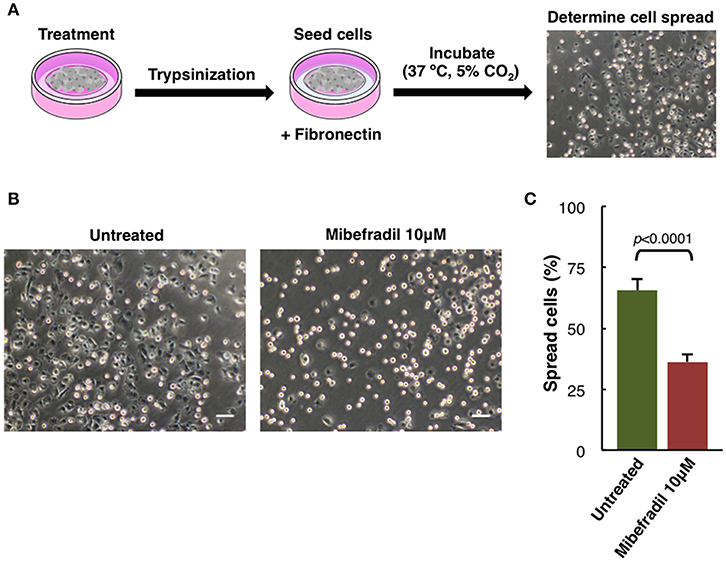 A
Treatment
Trypsinization
Seed cells
+ Fibronectin
Incubate
(37 ºC, 5% CO₂)
Determine cell spread
B
Untreated
Mibefradil 10µM
C
100
75
50
25
0
Spread cells (%)
p<0.0001
Untreated
Mibefradil 10µM